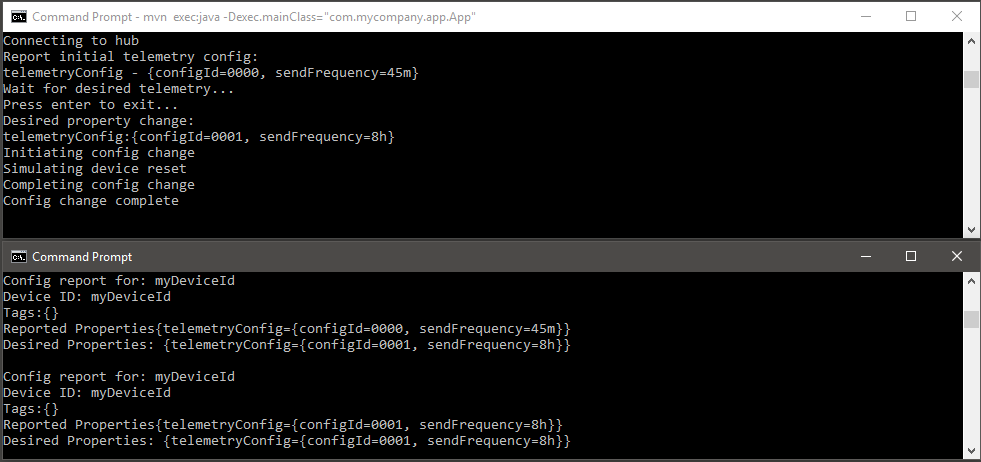 Command Prompt - mvn  exec:java -Dexec.mainClass="com.mycompany.app.App"
Connecting to hub
Report initial telemetry config:
telemetryConfig - {configId=0000, sendFrequency=45m}
Wait for desired telemetry...
Press enter to exit...
Desired property change:
telemetryConfig:{configId=0001, sendFrequency=8h}
Initiating config change
Simulating device reset
Completing config change
Config change complete
Command Prompt
Config report for: myDeviceId
Device ID: myDeviceId
Tags:{}
Reported Properties{telemetryConfig={configId=0000, sendFrequency=45m}}
Desired Properties: {telemetryConfig={configId=0001, sendFrequency=8h}}
Config report for: myDeviceId
Device ID: myDeviceId
Tags:{}
Reported Properties{telemetryConfig={configId=0001, sendFrequency=8h}}
Desired Properties: {telemetryConfig={configId=0001, sendFrequency=8h}}